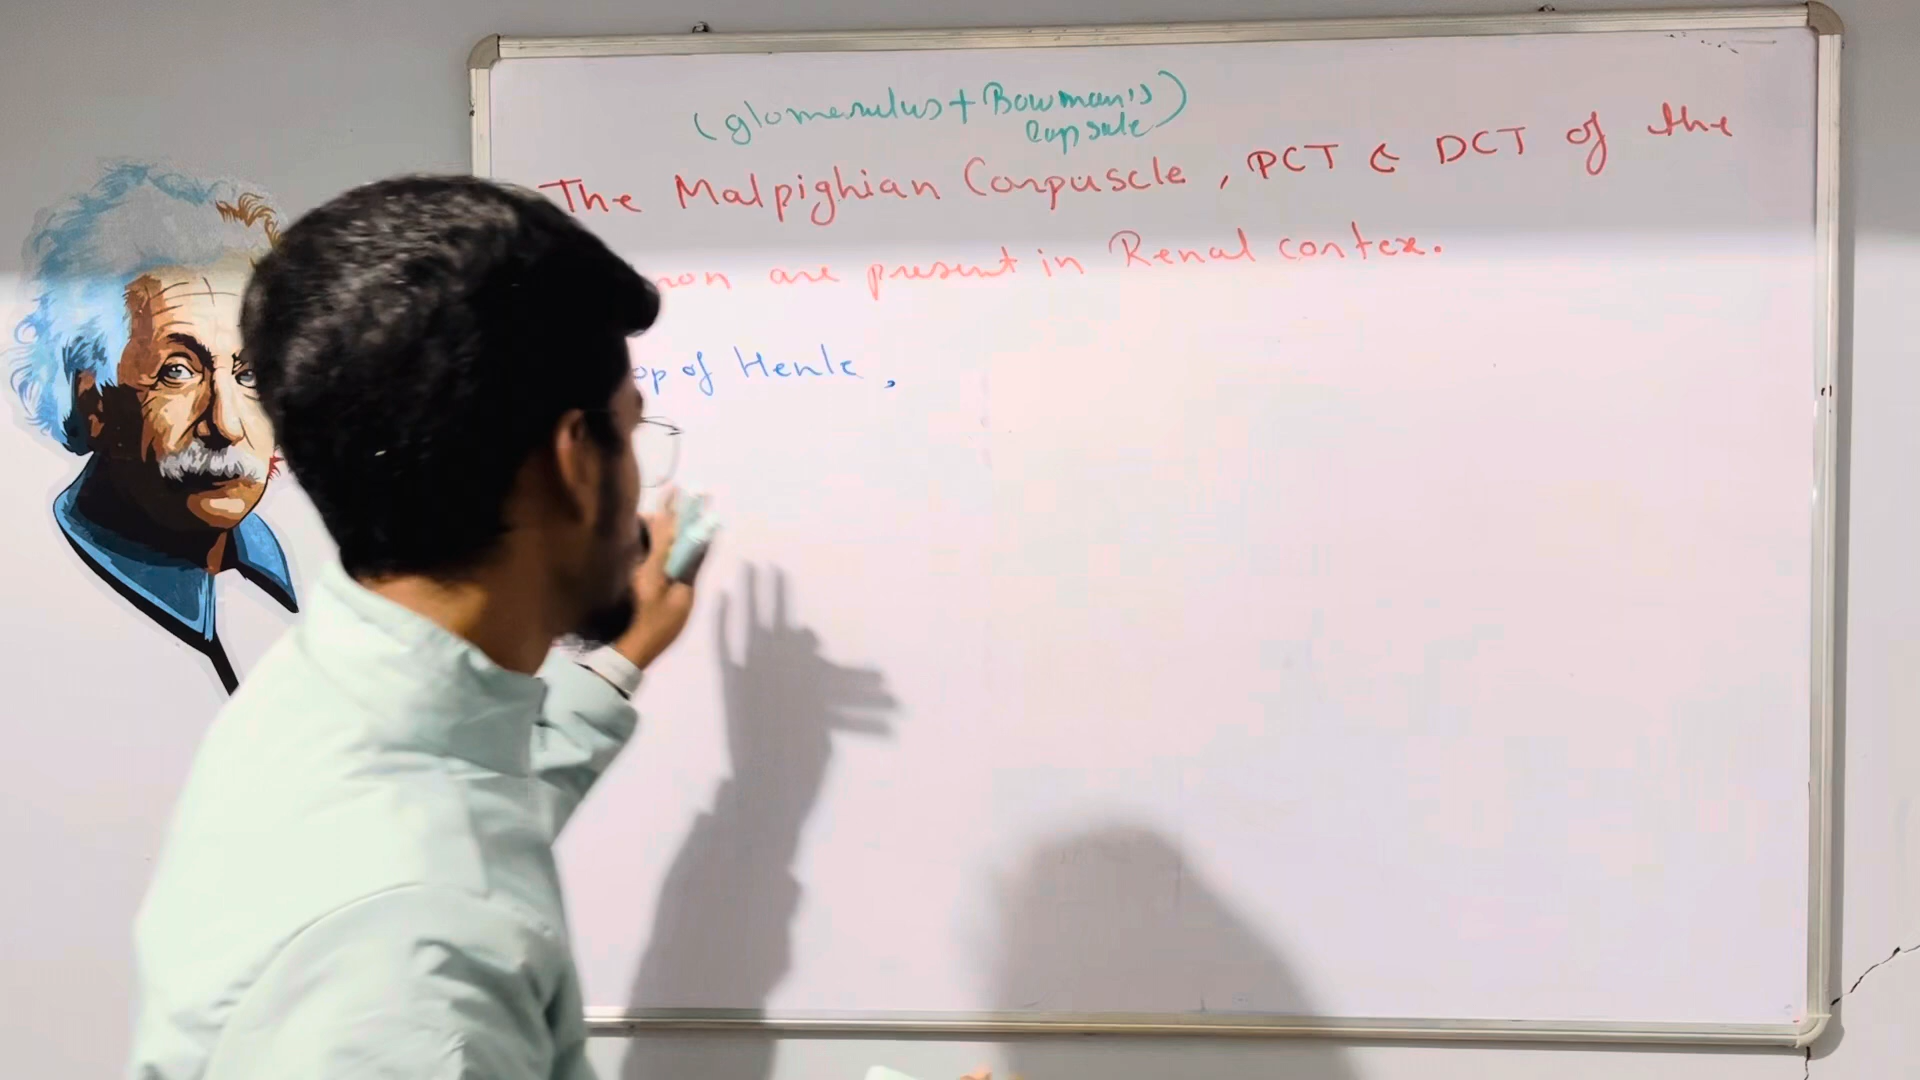 (glomerulus + Bowman's
capsule)
The Malpighian Corpuscle, PCT & DCT of the
are present in Renal cortex.
of Henle,